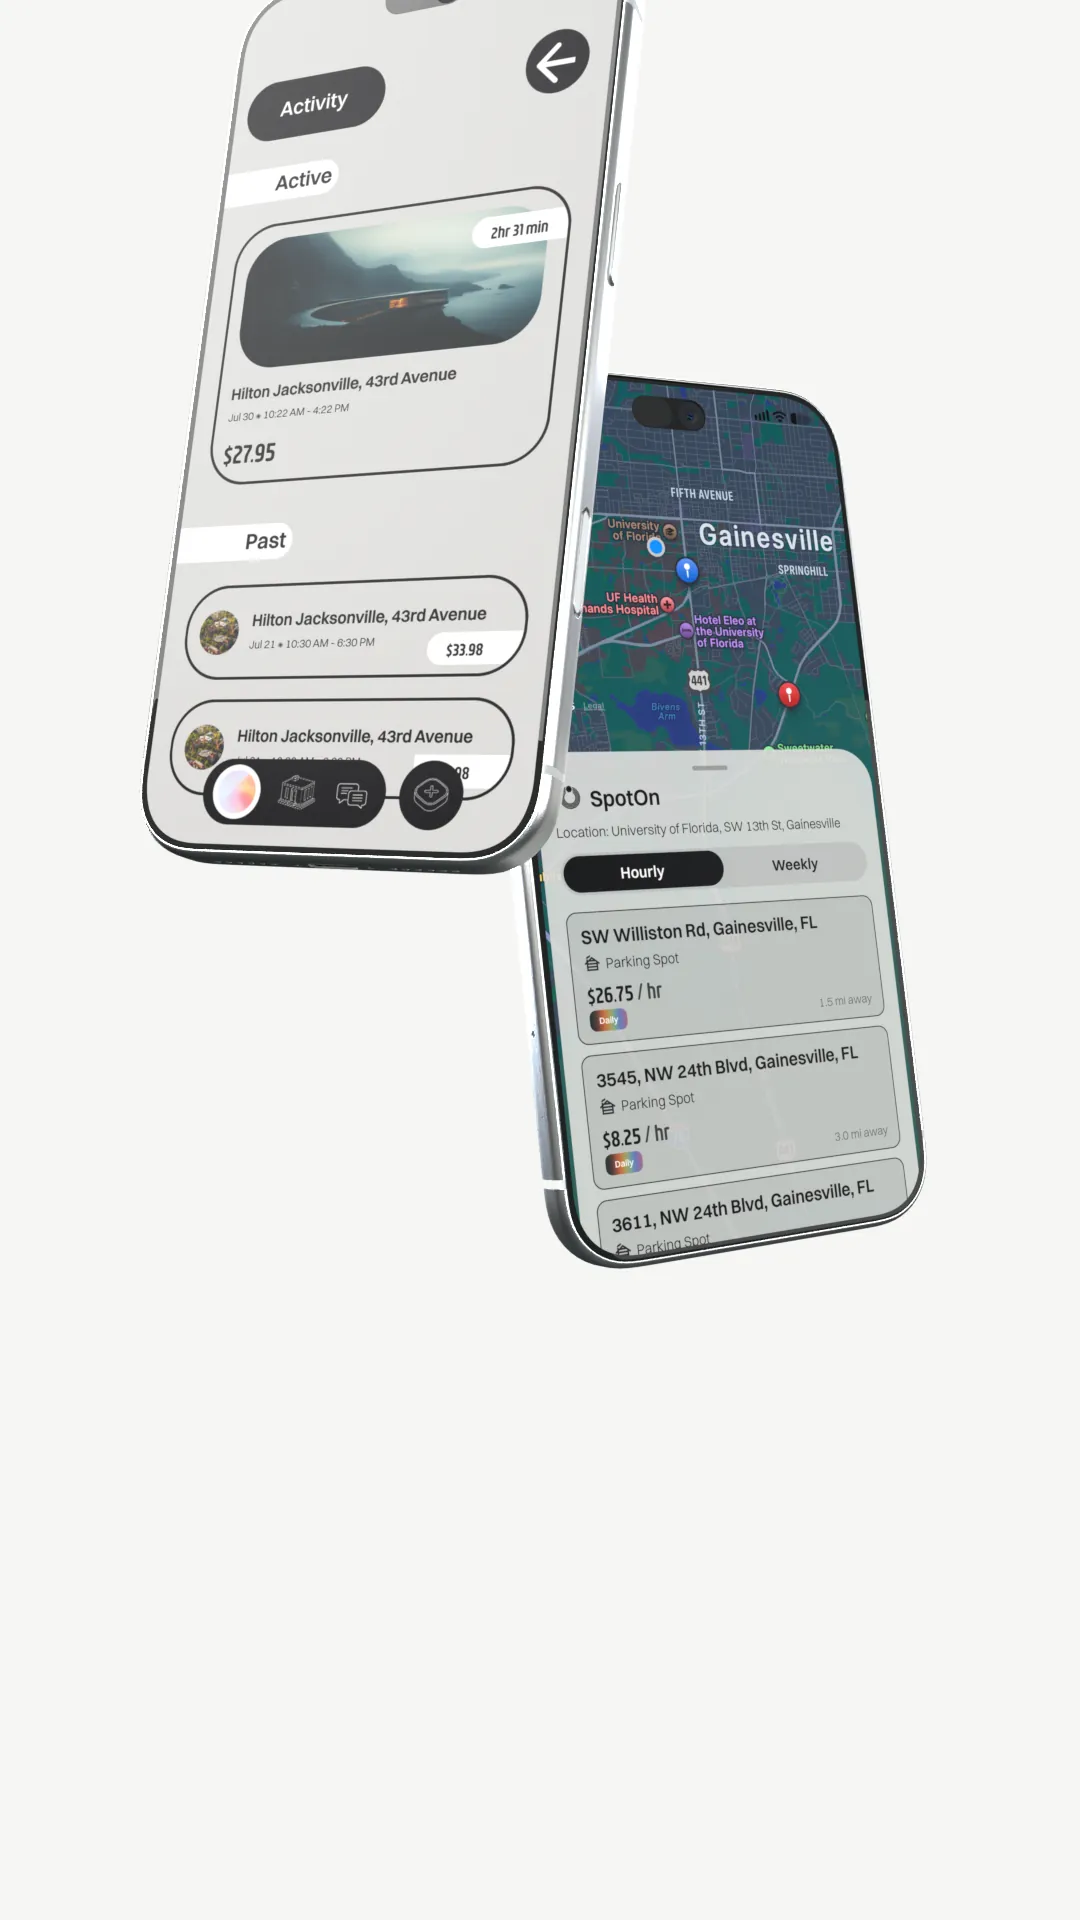 Activity
Active
2hr 31 min
Hilton Jacksonville, 43rd Avenue
Jul 30 • 10:22 AM - 4:22 PM
$27.95
Past
Hilton Jacksonville, 43rd Avenue
Jul 21 • 10:30 AM - 6:30 PM
$33.98
Hilton Jacksonville, 43rd Avenue
98
FIFTH AVENUE
University
of Florida
Gainesville
SPRINGHILL
UF Health
hands Hospital
Hotel Eleo at
the University
of Florida
441
13TH ST
Legal
Bivens
Arm
Sweetwater
SpotOn
Location: University of Florida, SW 13th St, Gainesville
Hourly
Weekly
SW Williston Rd, Gainesville, FL
Parking Spot
$26.75 / hr
Daily
1.5 mi away
3545, NW 24th Blvd, Gainesville, FL
Parking Spot
$8.25 / hr
Daily
3.0 mi away
3611, NW 24th Blvd, Gainesville, FL
Parking Spot